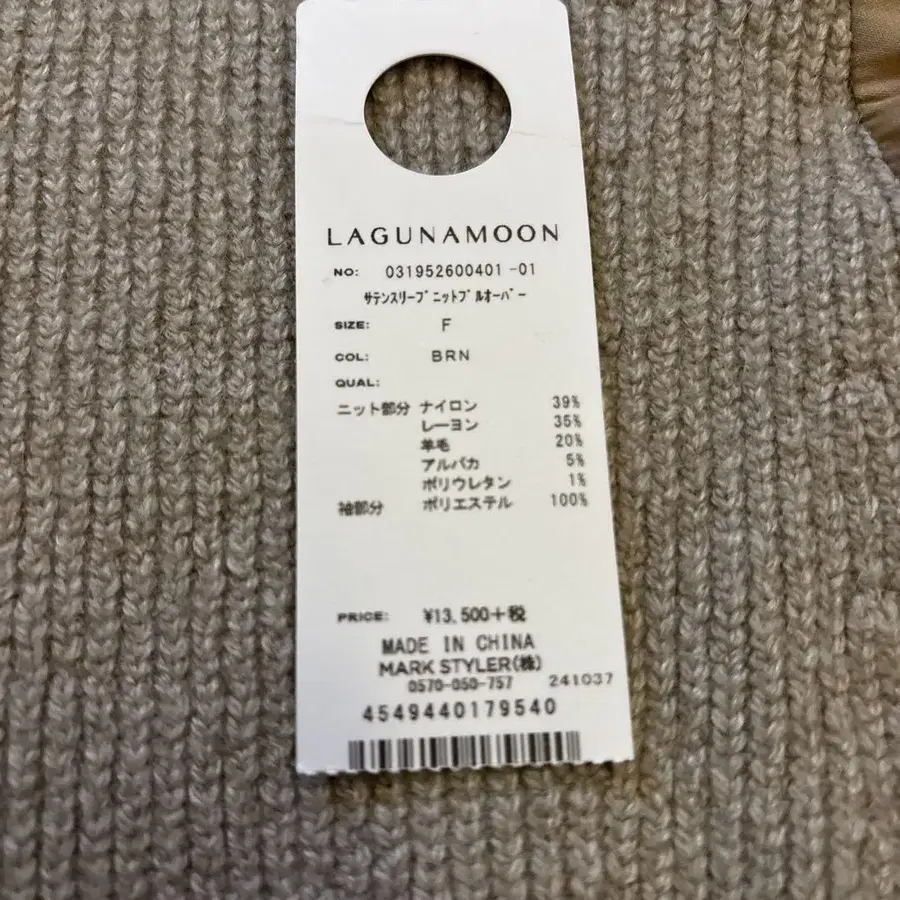 LAGUNAMOON
NO: 031952600401 -01
ｻﾃﾝｽﾘｰﾌﾞﾆｯﾄﾌﾟﾙｵｰﾊﾞｰ
SIZE: F
COL: BRN
QUAL:
ニット部分 ナイロン 39%
レーヨン 35%
羊毛 20%
アルパカ 5%
ポリウレタン 1%
袖部分 ポリエステル 100%
PRICE: ¥13,500+税
MADE IN CHINA
MARK STYLER(株)
0570-050-757 241037
4549440179540